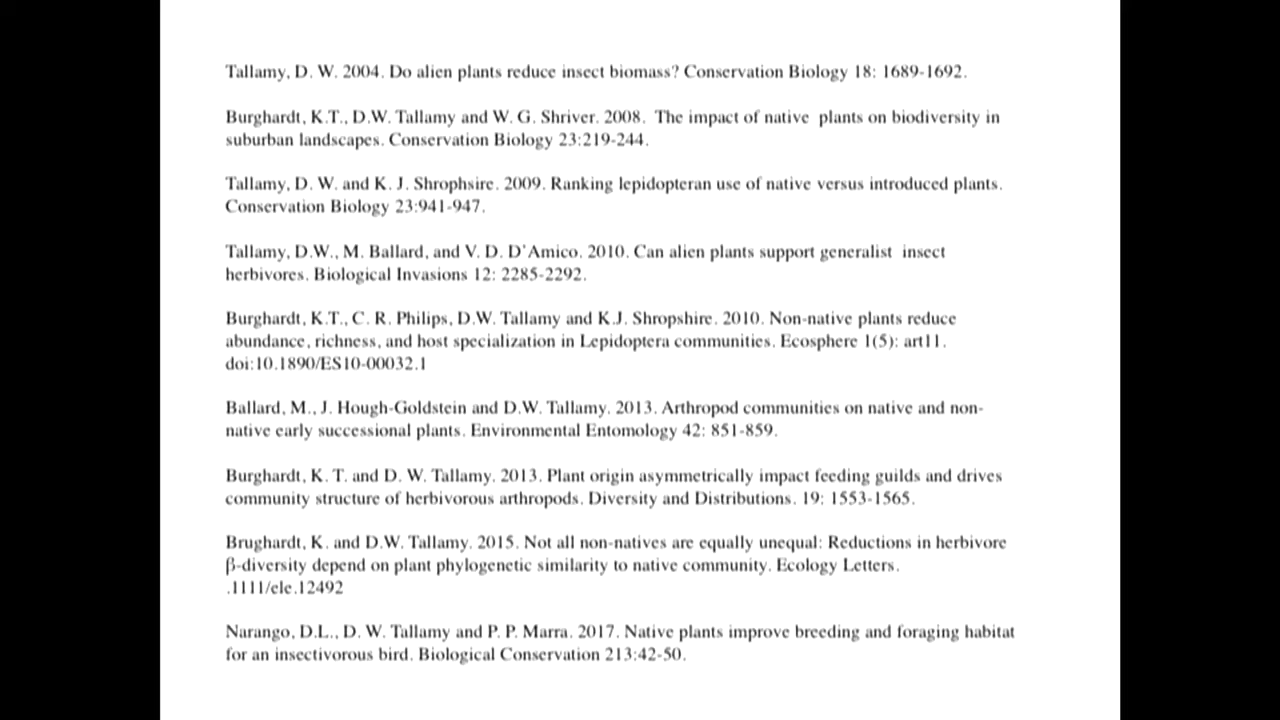 Tallamy, D. W. 2004. Do alien plants reduce insect biomass? Conservation Biology 18: 1689-1692.
Burghardt, K.T., D.W. Tallamy and W. G. Shriver. 2008. The impact of native plants on biodiversity in
suburban landscapes. Conservation Biology 23:219-244.
Tallamy, D. W. and K. J. Shrophsire. 2009. Ranking lepidopteran use of native versus introduced plants.
Conservation Biology 23:941-947.
Tallamy, D.W., M. Ballard, and V. D. D'Amico. 2010. Can alien plants support generalist insect
herbivores. Biological Invasions 12: 2285-2292.
Burghardt, K.T., C. R. Philips, D.W. Tallamy and K.J. Shropshire. 2010. Non-native plants reduce
abundance, richness, and host specialization in Lepidoptera communities. Ecosphere 1(5): art11.
doi:10.1890/ES10-00032.1
Ballard, M., J. Hough-Goldstein and D.W. Tallamy. 2013. Arthropod communities on native and non-
native early successional plants. Environmental Entomology 42: 851-859.
Burghardt, K. T. and D. W. Tallamy. 2013. Plant origin asymmetrically impact feeding guilds and drives
community structure of herbivorous arthropods. Diversity and Distributions. 19: 1553-1565.
Brughardt, K. and D.W. Tallamy. 2015. Not all non-natives are equally unequal: Reductions in herbivore
β-diversity depend on plant phylogenetic similarity to native community. Ecology Letters.
.1111/ele.12492
Narango, D.L., D. W. Tallamy and P. P. Marra. 2017. Native plants improve breeding and foraging habitat
for an insectivorous bird. Biological Conservation 213:42-50.